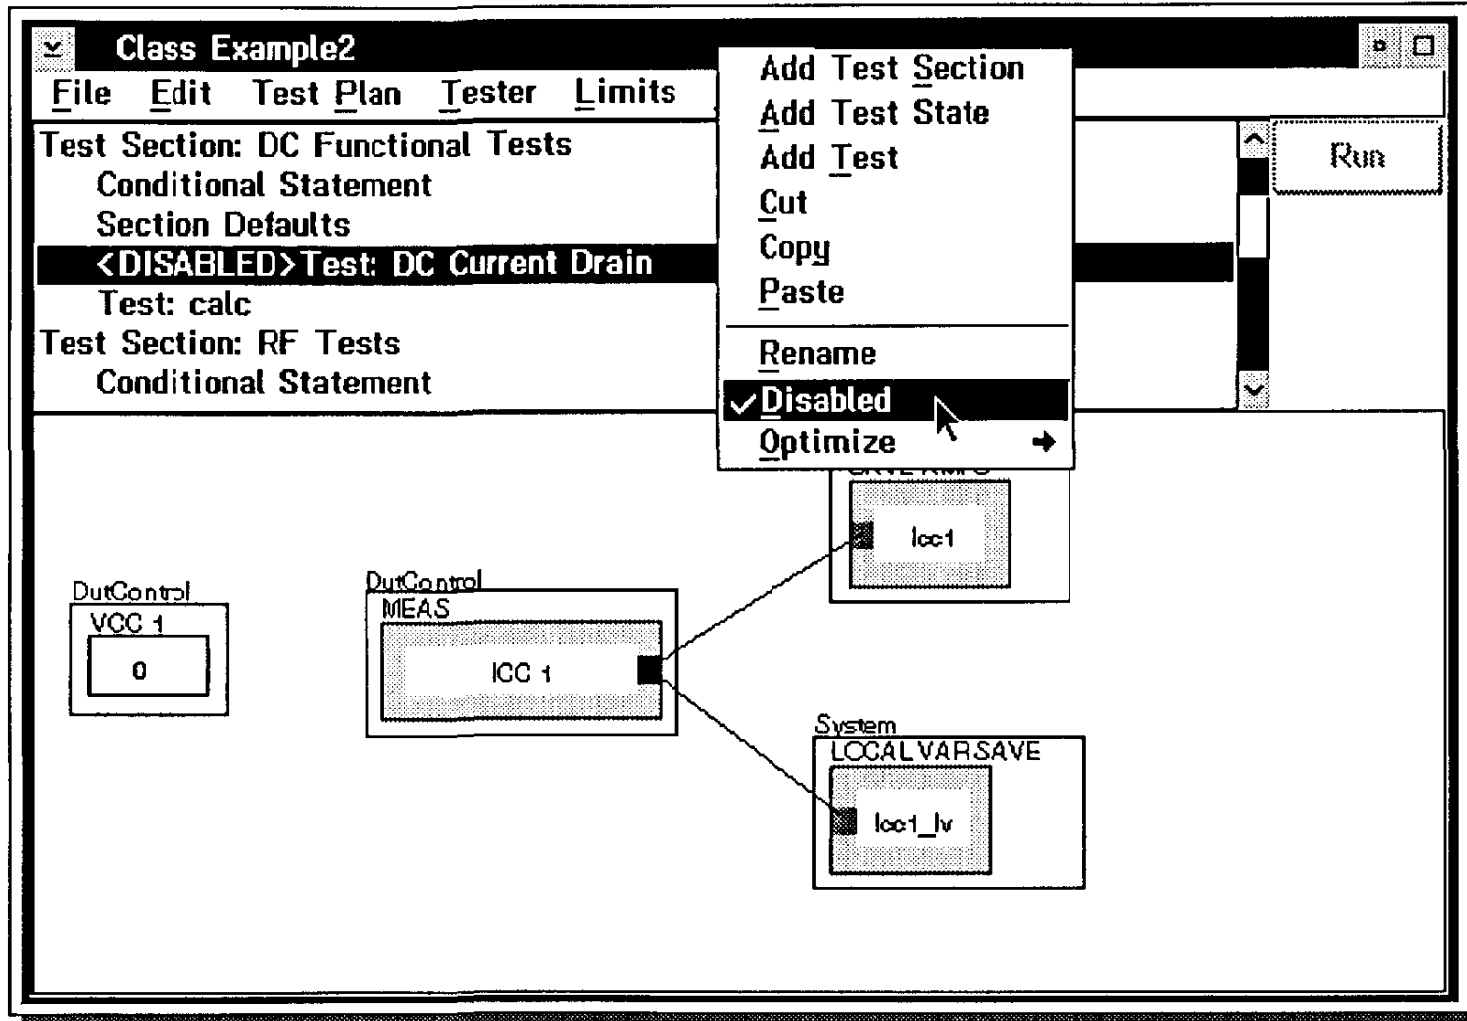 Class Example2
File Edit Test Plan Tester Limits
Add Test Section
Add Test State
Add Test
Cut
Copy
Paste
Rename
Disabled
Optimize
Run
Test Section: DC Functional Tests
Conditional Statement
Section Defaults
<DISABLED>Test: DC Current Drain
Test: calc
Test Section: RF Tests
Conditional Statement
Icc1
DutControl
VCC 1
0
DutControl
MEAS
ICC 1
System
LOCALVARSAVE
Icc1_lv